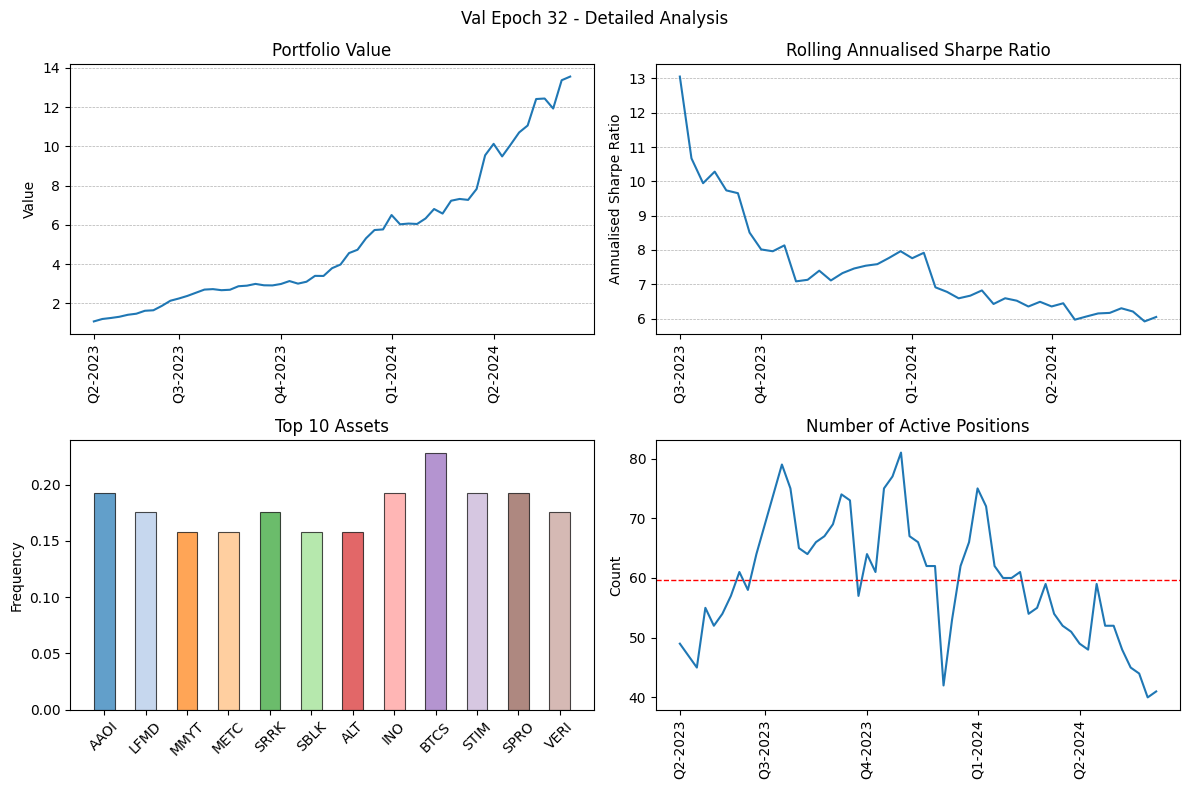 Val Epoch 32 - Detailed Analysis
Portfolio Value
Value
14
12
10
8
6
4
2
Q2-2023
Q3-2023
Q4-2023
Q1-2024
Q2-2024
Rolling Annualised Sharpe Ratio
Annualised Sharpe Ratio
13
12
11
10
9
8
7
6
Q3-2023
Q4-2023
Q1-2024
Q2-2024
Top 10 Assets
Frequency
0.20
0.15
0.10
0.05
0.00
AAOI
LFMD
MMYT
METC
SRRK
SBLK
ALT
INO
BTCS
STIM
SPRO
VERI
Number of Active Positions
Count
80
70
60
50
40
Q2-2023
Q3-2023
Q4-2023
Q1-2024
Q2-2024